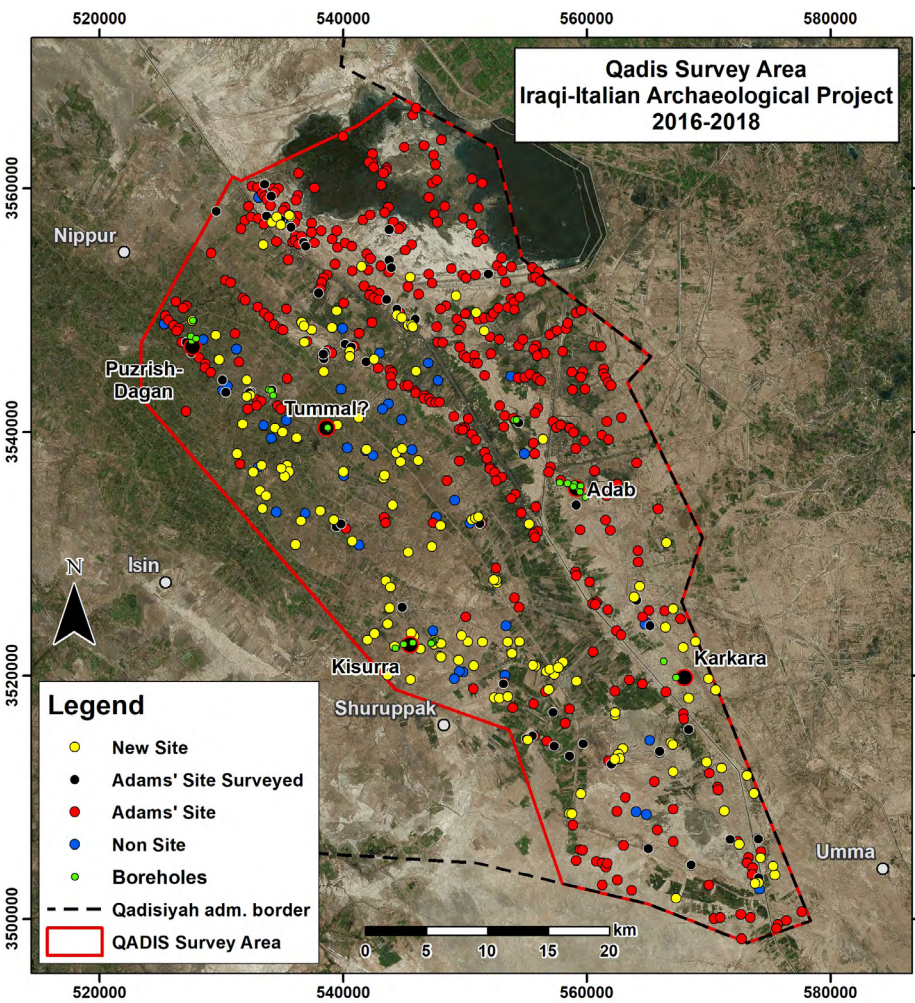 520000
540000
560000
580000
Qadis Survey Area
Iraqi-Italian Archaeological Project
2016-2018
3560000
Nippur
Puzrish-
Dagan
Tummal?
3540000
Adab
Isin
N
Kisurra
Karkara
3520000
Shuruppak
Legend
New Site
Adams' Site Surveyed
Adams' Site
Non Site
Boreholes
Qadisiyah adm. border
QADIS Survey Area
Umma
3500000
km
0 5 10 15 20
520000
540000
560000
580000